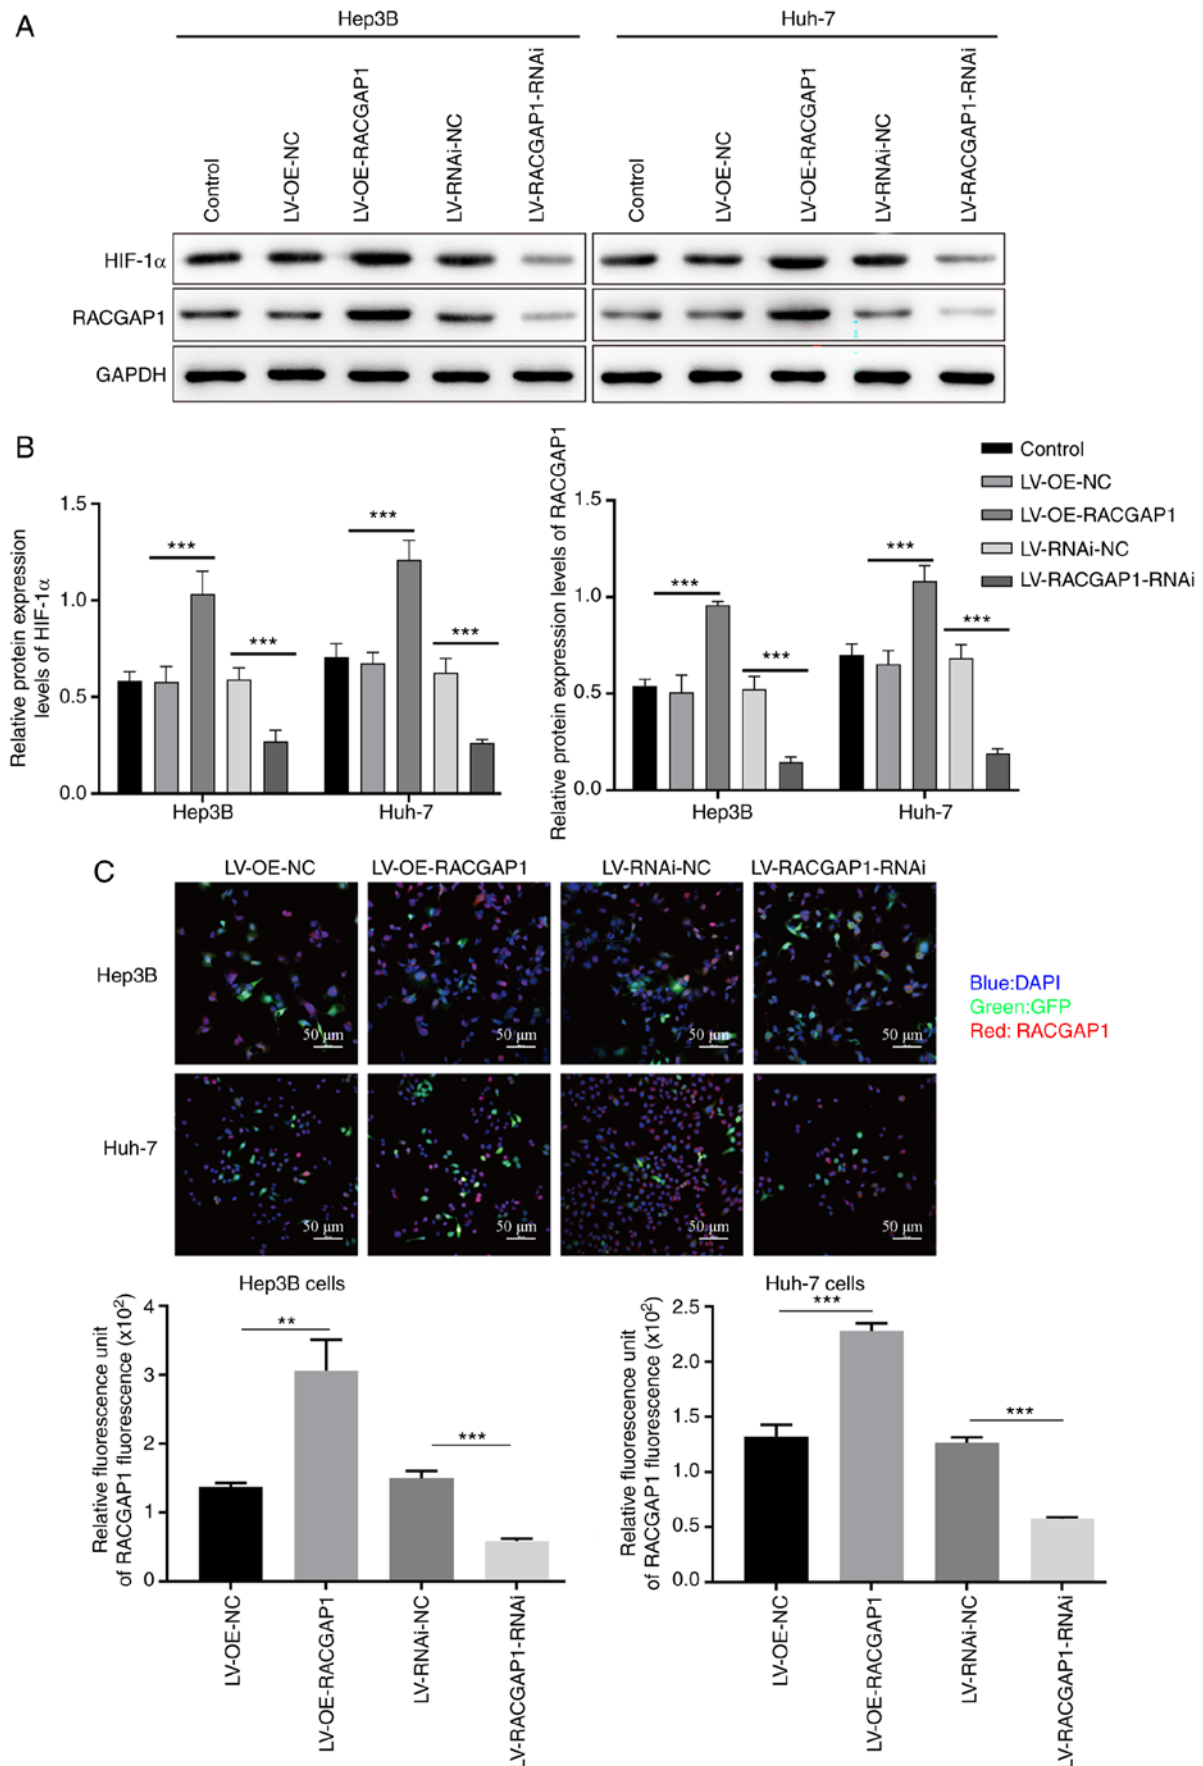 A
Hep3B
Huh-7
Control
LV-OE-NC
LV-OE-RACGAP1
LV-RNAi-NC
LV-RACGAP1-RNAi
Control
LV-OE-NC
LV-OE-RACGAP1
LV-RNAi-NC
LV-RACGAP1-RNAi
HIF-1α
RACGAP1
GAPDH
B
Relative protein expression
levels of HIF-1α
1.5
1.0
0.5
0.0
***
***
***
***
Hep3B
Huh-7
Relative protein expression levels of RACGAP1
1.5
1.0
0.5
0.0
***
***
***
***
Hep3B
Huh-7
Control
LV-OE-NC
LV-OE-RACGAP1
LV-RNAi-NC
LV-RACGAP1-RNAi
C
LV-OE-NC
LV-OE-RACGAP1
LV-RNAi-NC
LV-RACGAP1-RNAi
Hep3B
50 μm
50 μm
50 μm
50 μm
Blue:DAPI
Green:GFP
Red: RACGAP1
Huh-7
50 μm
50 μm
50 μm
50 μm
Hep3B cells
Relative fluorescence unit
of RACGAP1 fluorescence (x10²)
4
3
2
1
0
**
***
LV-OE-NC
LV-OE-RACGAP1
LV-RNAi-NC
LV-RACGAP1-RNAi
Huh-7 cells
Relative fluorescence unit
of RACGAP1 fluorescence (x10²)
2.5
2.0
1.5
1.0
0.5
0.0
***
***
LV-OE-NC
LV-OE-RACGAP1
LV-RNAi-NC
LV-RACGAP1-RNAi